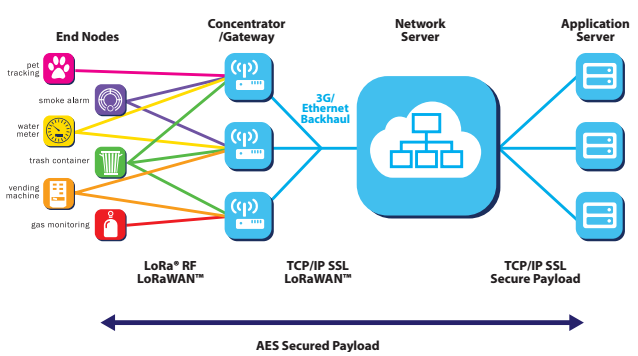 End Nodes
Concentrator
/Gateway
Network
Server
Application
Server
pet
tracking
smoke alarm
water
meter
trash container
vending
machine
gas monitoring
3G/
Ethernet
Backhaul
LoRa® RF
LoRaWAN™
TCP/IP SSL
LoRaWAN™
TCP/IP SSL
Secure Payload
AES Secured Payload